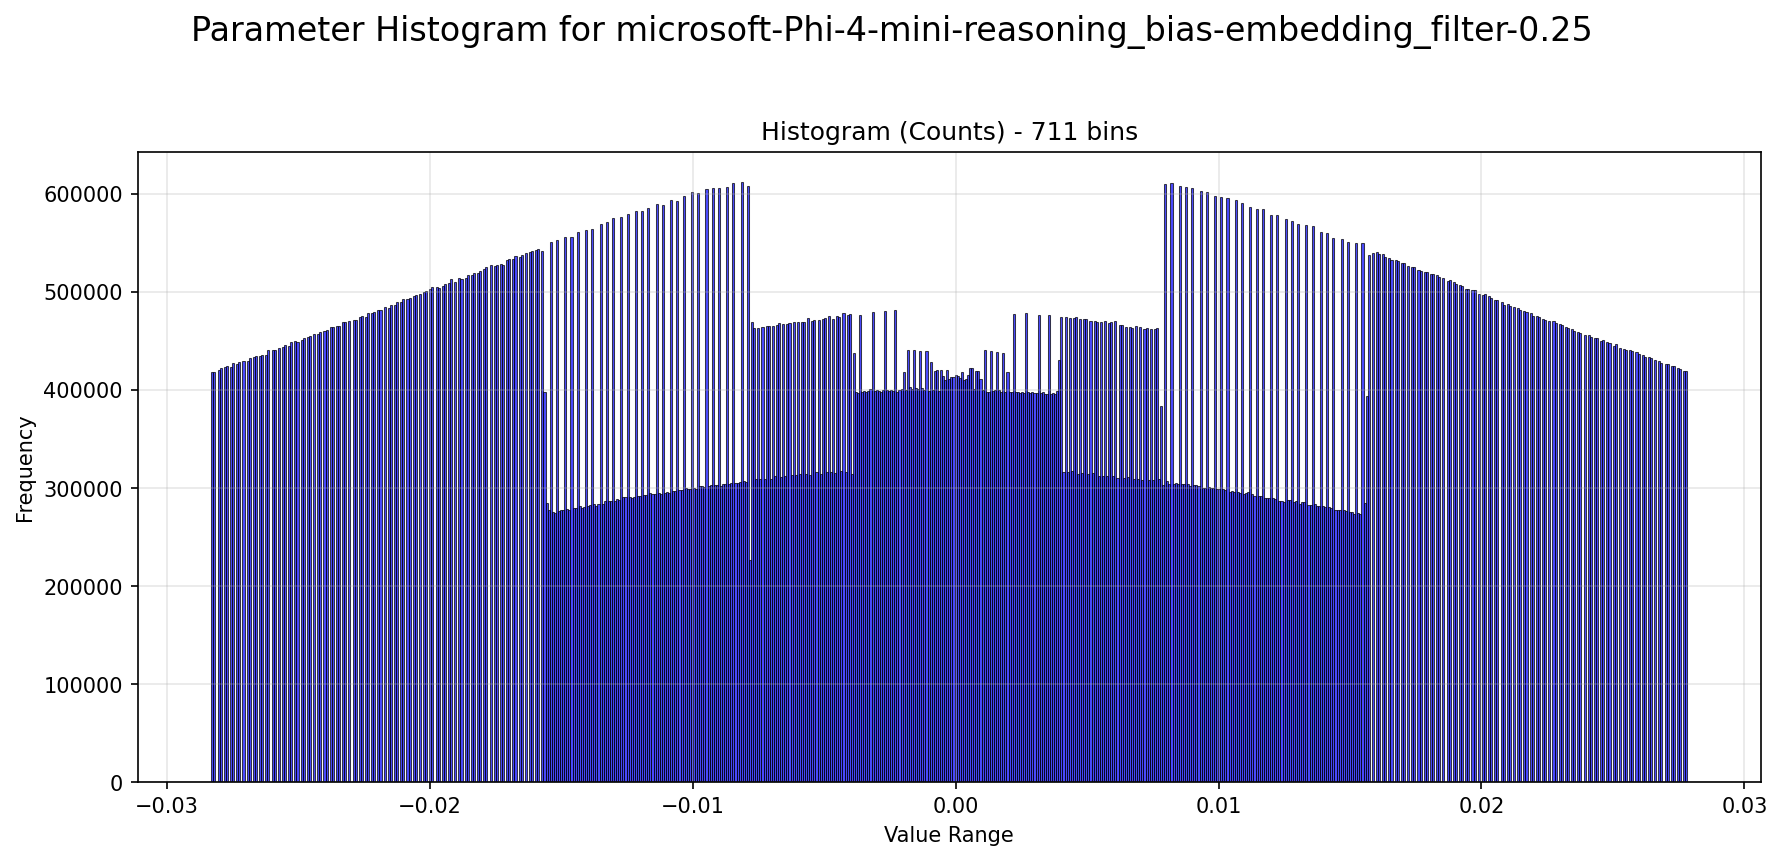 Parameter Histogram for microsoft-Phi-4-mini-reasoning_bias-embedding_filter-0.25
Histogram (Counts) - 711 bins
600000
500000
400000
300000
200000
100000
0
Frequency
−0.03 −0.02 −0.01 0.00 0.01 0.02 0.03
Value Range